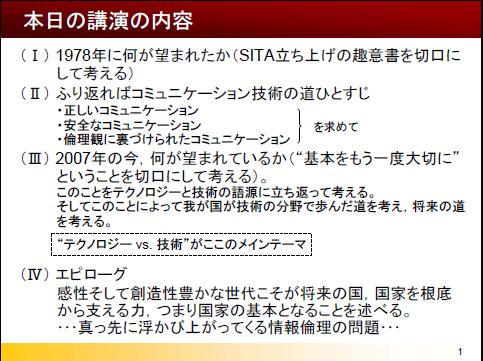 本日の講演の内容
(Ⅰ) 1978年に何が望まれたか(SITA立ち上げの趣意書を切口に
して考える)
(Ⅱ) ふり返ればコミュニケーション技術の道ひとすじ
・正しいコミュニケーション
・安全なコミュニケーション
・倫理観に裏づけられたコミュニケーション
を求めて
(Ⅲ) 2007年の今,何が望まれているか(“基本をもう一度大切に”
ということを切口にして考える)。
このことをテクノロジーと技術の語源に立ち返って考える。
そしてこのことによって我が国が技術の分野で歩んだ道を考え,将来の道
を考える。
“テクノロジー vs. 技術”がここのメインテーマ
(Ⅳ) エピローグ
感性そして創造性豊かな世代こそが将来の国,国家を根底
から支える力,つまり国家の基本となることを述べる。
・・・真っ先に浮かび上がってくる情報倫理の問題・・・
1